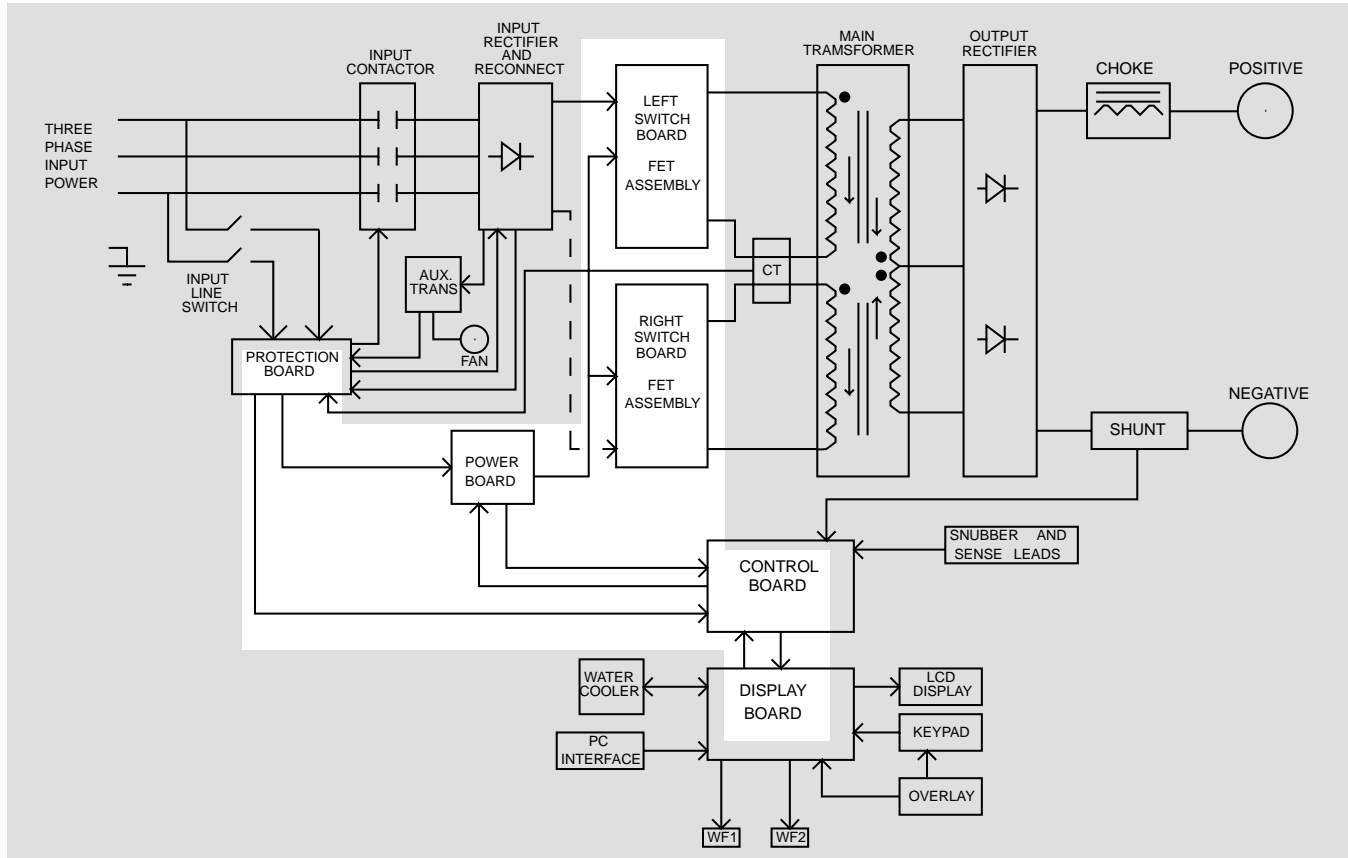 INPUT
RECTIFIER
AND
RECONNECT
INPUT
CONTACTOR
MAIN
TRAMSFORMER
OUTPUT
RECTIFIER
CHOKE
POSITIVE
THREE
PHASE
INPUT
POWER
LEFT
SWITCH
BOARD
FET
ASSEMBLY
INPUT
LINE
SWITCH
AUX.
TRANS
FAN
CT
PROTECTION
BOARD
RIGHT
SWITCH
BOARD
FET
ASSEMBLY
NEGATIVE
SHUNT
POWER
BOARD
CONTROL
BOARD
SNUBBER AND
SENSE LEADS
WATER
COOLER
DISPLAY
BOARD
LCD
DISPLAY
KEYPAD
PC
INTERFACE
OVERLAY
WF1
WF2